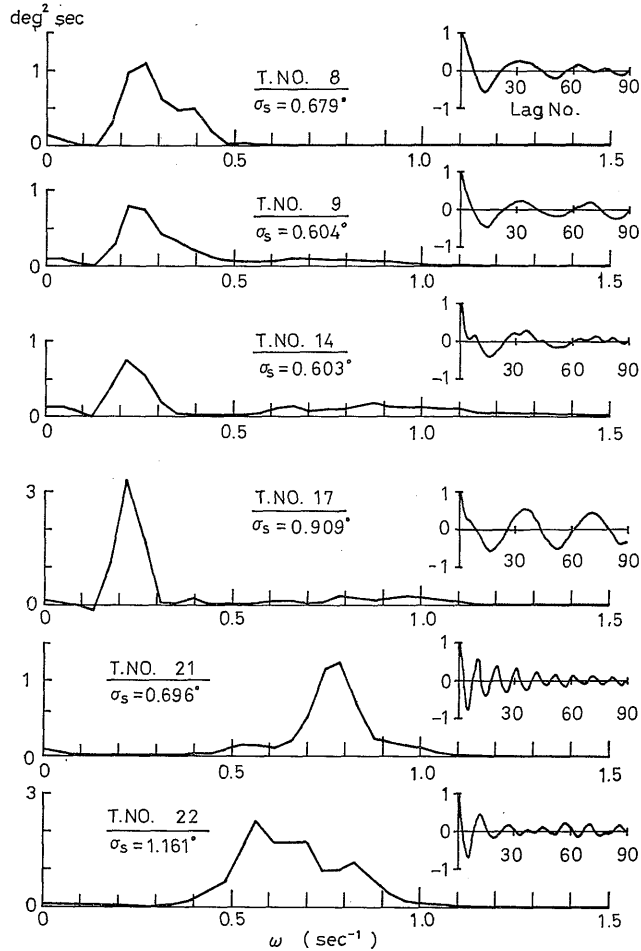 deg² sec
1
0
0 0.5 1.0 1.5
T.NO. 8
σs = 0.679°
1
0
-1
30 60 90
Lag No.
1
0
0 0.5 1.0 1.5
T.NO. 9
σs = 0.604°
1
0
-1
30 60 90
1
0
0 0.5 1.0 1.5
T.NO. 14
σs = 0.603°
1
0
-1
30 60 90
3
0
0 0.5 1.0 1.5
T.NO. 17
σs = 0.909°
1
0
-1
30 60 90
1
0
0 0.5 1.0 1.5
T.NO. 21
σs = 0.696°
1
0
-1
30 60 90
3
0
0 0.5 1.0 1.5
T.NO. 22
σs = 1.161°
1
0
-1
30 60 90
ω ( sec⁻¹ )